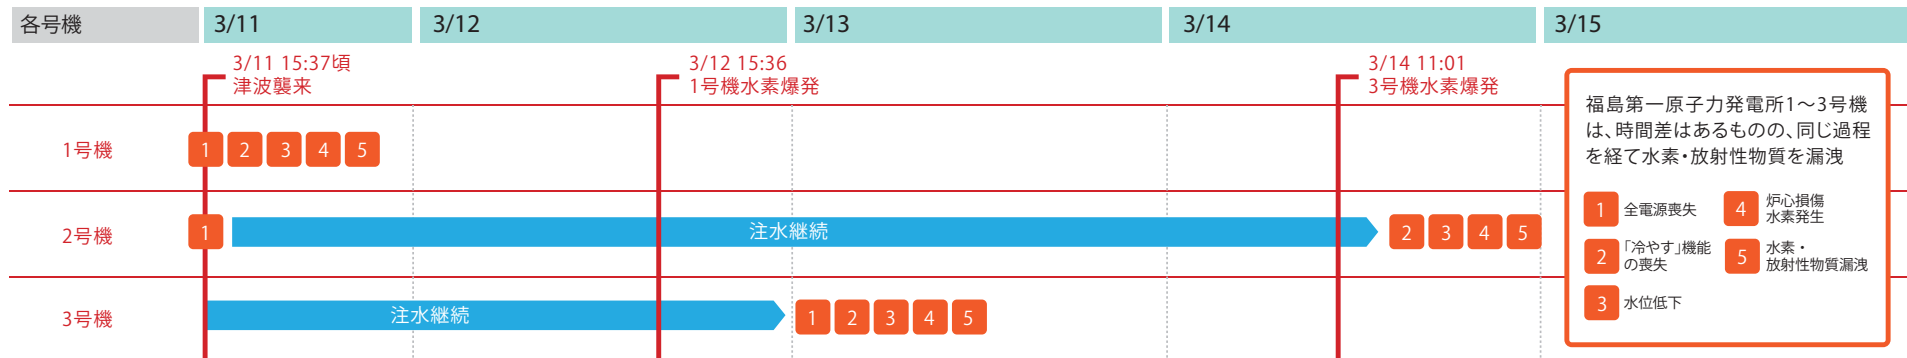 各号機 3/11 3/12 3/13 3/14 3/15
3/11 15:37頃
津波襲来
3/12 15:36
1号機水素爆発
3/14 11:01
3号機水素爆発
1号機
1 2 3 4 5
2号機
1
注水継続
2 3 4 5
3号機
注水継続
1 2 3 4 5
福島第一原子力発電所1～3号機
は、時間差はあるものの、同じ過程
を経て水素・放射性物質を漏洩
1 全電源喪失
2 「冷やす」機能
の喪失
3 水位低下
4 炉心損傷
水素発生
5 水素・
放射性物質漏洩